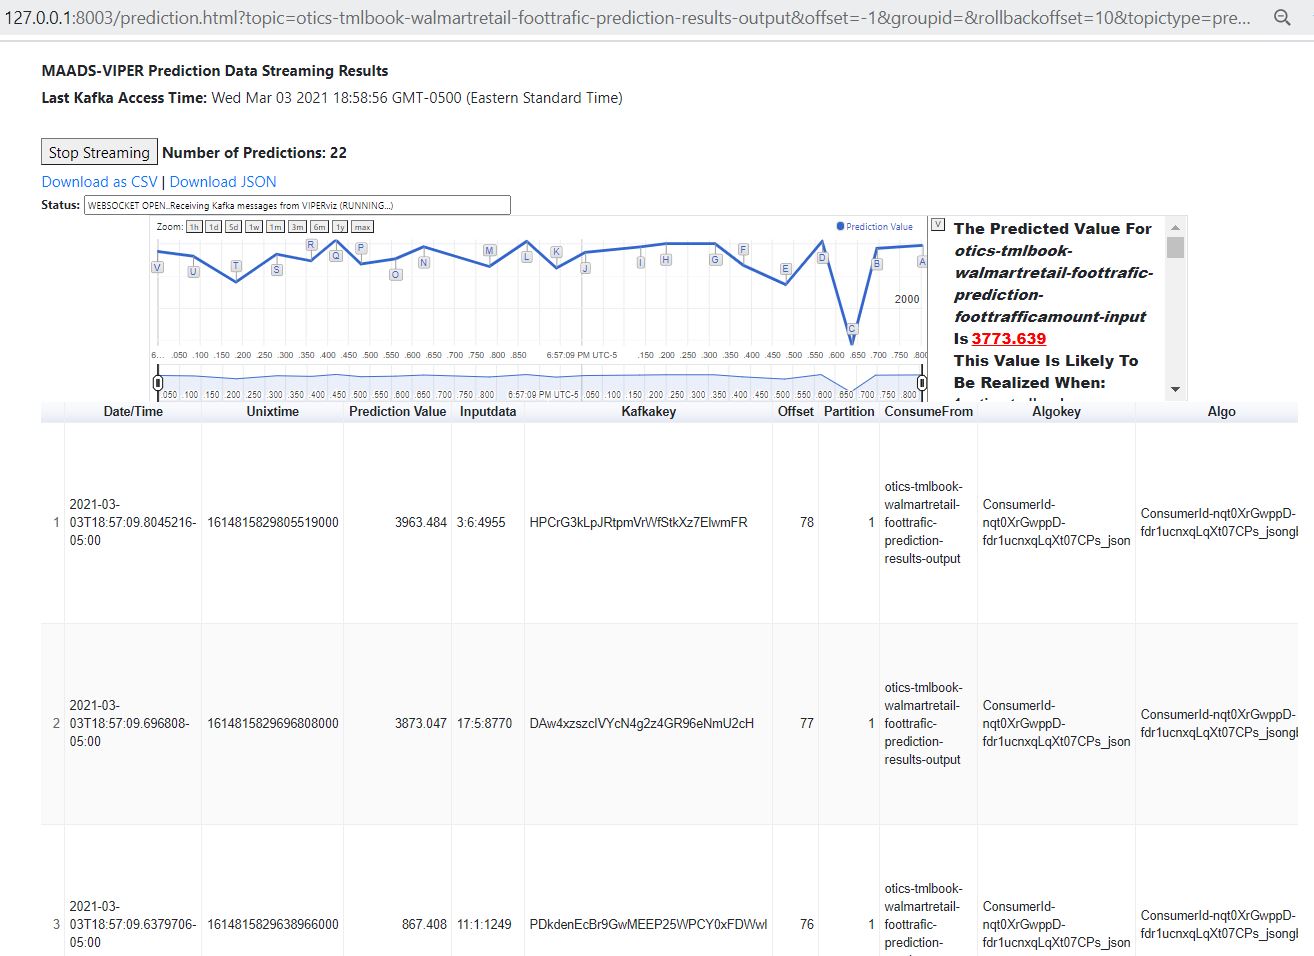 127.0.0.1:8003/prediction.html?topic=otics-tmlbook-walmartretail-foottrafic-prediction-results-output&offset=-1&groupid=&rollbackoffset=10&topictype=pre...
MAADS-VIPER Prediction Data Streaming Results
Last Kafka Access Time: Wed Mar 03 2021 18:58:56 GMT-0500 (Eastern Standard Time)
Stop Streaming Number of Predictions: 22
Download as CSV | Download JSON
Status: WEBSOCKET OPEN..Receiving Kafka messages from VIPERviz (RUNNING...)
Zoom: 1h 1d 5d 1w 1m 3m 6m 1y max
Prediction Value
V U T S R Q P O N M L K J I H G F E D C B A
2000
6... .050 .100 .150 .200 .250 .300 .350 .400 .450 .500 .550 .600 .650 .700 .750 .800 .850 6:57:09 PM UTC-5 .150 .200 .250 .300 .350 .400 .450 .500 .550 .600 .650 .700 .750 .800
.050 .100 .150 .200 .250 .300 .350 .400 .450 .500 .550 .600 .650 .700 .750 .800 6:57:09 PM UTC-5 .050 .100 .150 .200 .250 .300 .350 .400 .450 .500 .550 .600 .650 .700 .750 .800
V
The Predicted Value For
otics-tmlbook-
walmartretail-foottrafic-
prediction-
foottrafficamount-input
Is 3773.639
This Value Is Likely To
Be Realized When:
Date/Time Unixtime Prediction Value Inputdata Kafkakey Offset Partition ConsumeFrom Algokey Algo
1
2021-03-
03T18:57:09.8045216-
05:00
1614815829805519000
3963.484
3:6:4955
HPCrG3kLpJRtpmVrWfStkXz7ElwmFR
78
1
otics-tmlbook-
walmartretail-
foottrafic-
prediction-
results-output
ConsumerId-
nqt0XrGwppD-
fdr1ucnxqLqXt07CPs_json
ConsumerId-nqt0XrGwppD-
fdr1ucnxqLqXt07CPs_jsong
2
2021-03-
03T18:57:09.696808-
05:00
1614815829696808000
3873.047
17:5:8770
DAw4xzszclVYcN4g2z4GR96eNmU2cH
77
1
otics-tmlbook-
walmartretail-
foottrafic-
prediction-
results-output
ConsumerId-
nqt0XrGwppD-
fdr1ucnxqLqXt07CPs_json
ConsumerId-nqt0XrGwppD-
fdr1ucnxqLqXt07CPs_jsong
3
2021-03-
03T18:57:09.6379706-
05:00
1614815829638966000
867.408
11:1:1249
PDkdenEcBr9GwMEEP25WPCY0xFDWwl
76
1
otics-tmlbook-
walmartretail-
foottrafic-
prediction-
ConsumerId-
nqt0XrGwppD-
fdr1ucnxqLqXt07CPs_json
ConsumerId-nqt0XrGwppD-
fdr1ucnxqLqXt07CPs_jsong